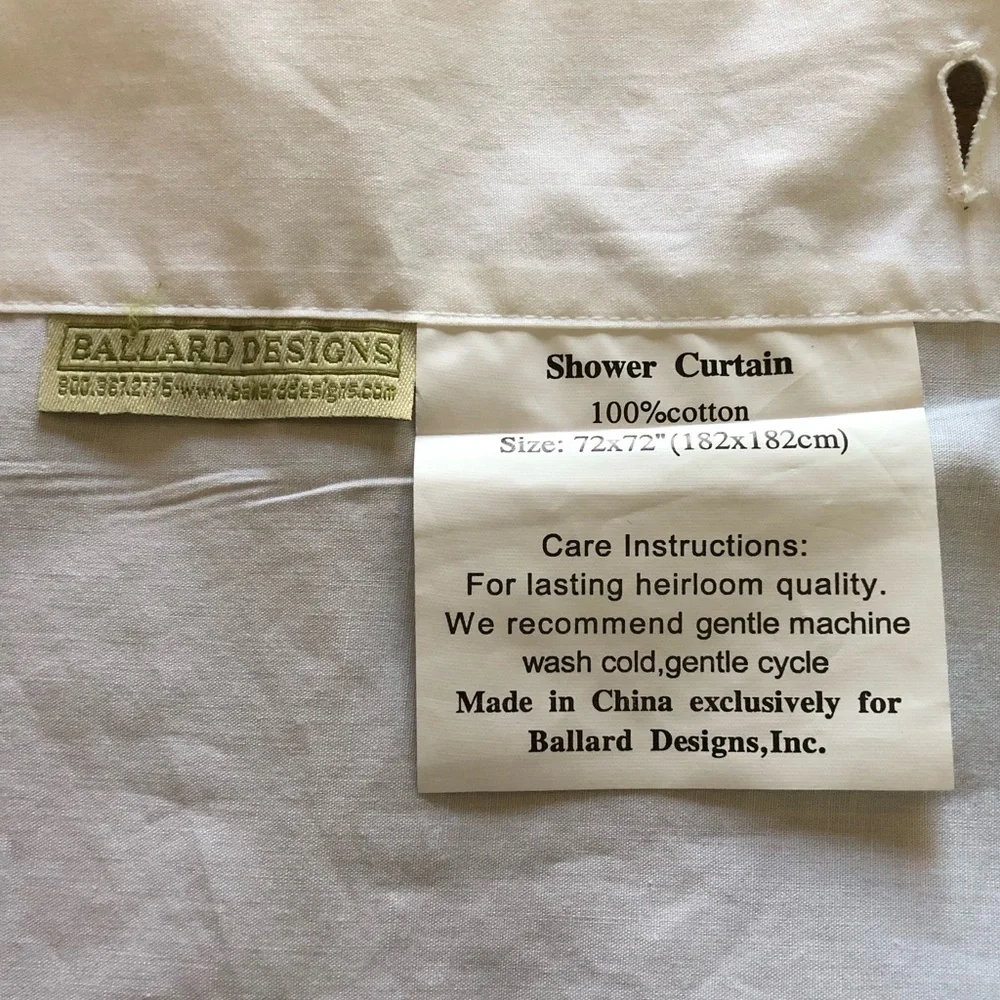 BALLARD DESIGNS
800.367.2775 www.ballarddesigns.com
Shower Curtain
100%cotton
Size: 72x72"(182x182cm)
Care Instructions:
For lasting heirloom quality.
We recommend gentle machine
wash cold,gentle cycle
Made in China exclusively for
Ballard Designs,Inc.